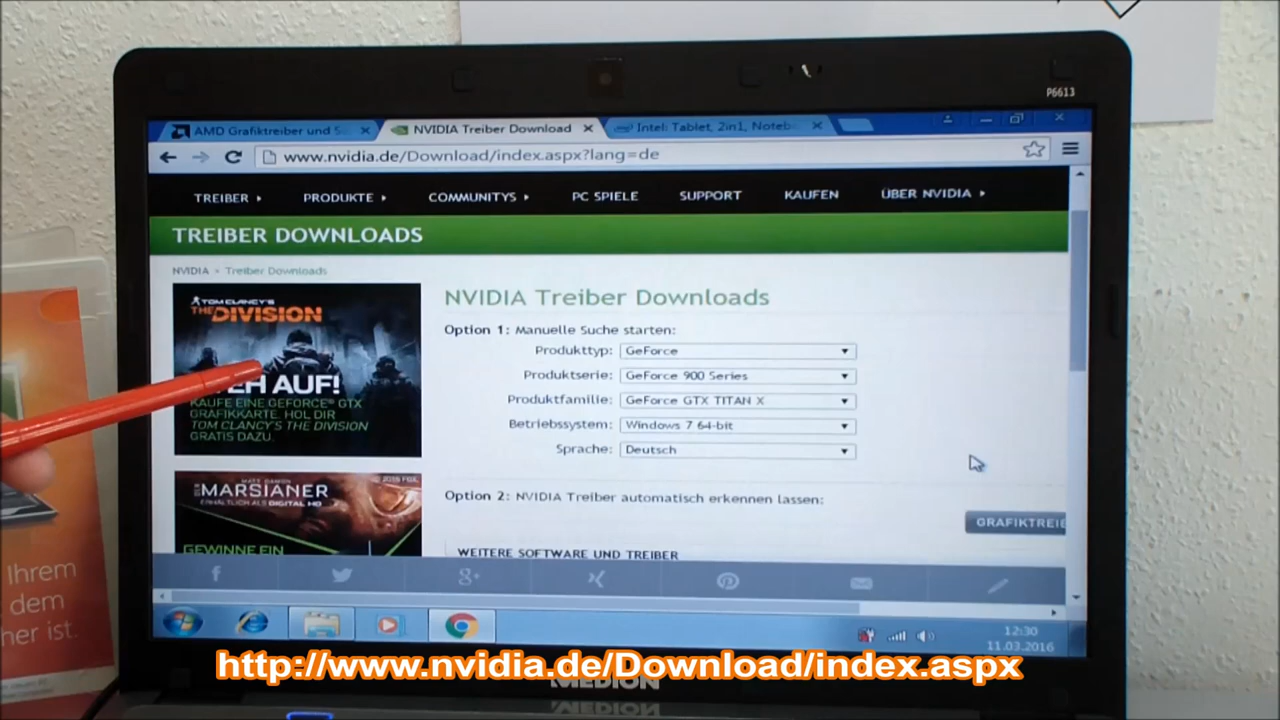 P6613
AMD Grafiktreiber und S
NVIDIA Treiber Download
Intel: Tablet, 2in1, Noteb
www.nvidia.de/Download/index.aspx?lang=de
TREIBER
PRODUKTE
COMMUNITYS
PC SPIELE
SUPPORT
KAUFEN
ÜBER NVIDIA
TREIBER DOWNLOADS
NVIDIA > Treiber Downloads
TOM CLANCY'S
THE DIVISION
EH AUF!
KAUFE EINE GEFORCE® GTX
GRAFIKKARTE. HOL DIR
TOM CLANCY'S THE DIVISION
GRATIS DAZU.
MATT DAMON
© 2015 FOX.
DER
MARSIANER
ERHÄLTLICH ALS DIGITAL HD
GEWINNE EIN
NVIDIA Treiber Downloads
Option 1: Manuelle Suche starten:
Produkttyp: GeForce
Produktserie: GeForce 900 Series
Produktfamilie: GeForce GTX TITAN X
Betriebssystem: Windows 7 64-bit
Sprache: Deutsch
Option 2: NVIDIA Treiber automatisch erkennen lassen:
GRAFIKTREIB
WEITERE SOFTWARE UND TREIBER
Ihrem
dem
her ist.
12:30
11.03.2016
http://www.nvidia.de/Download/index.aspx
MEDION